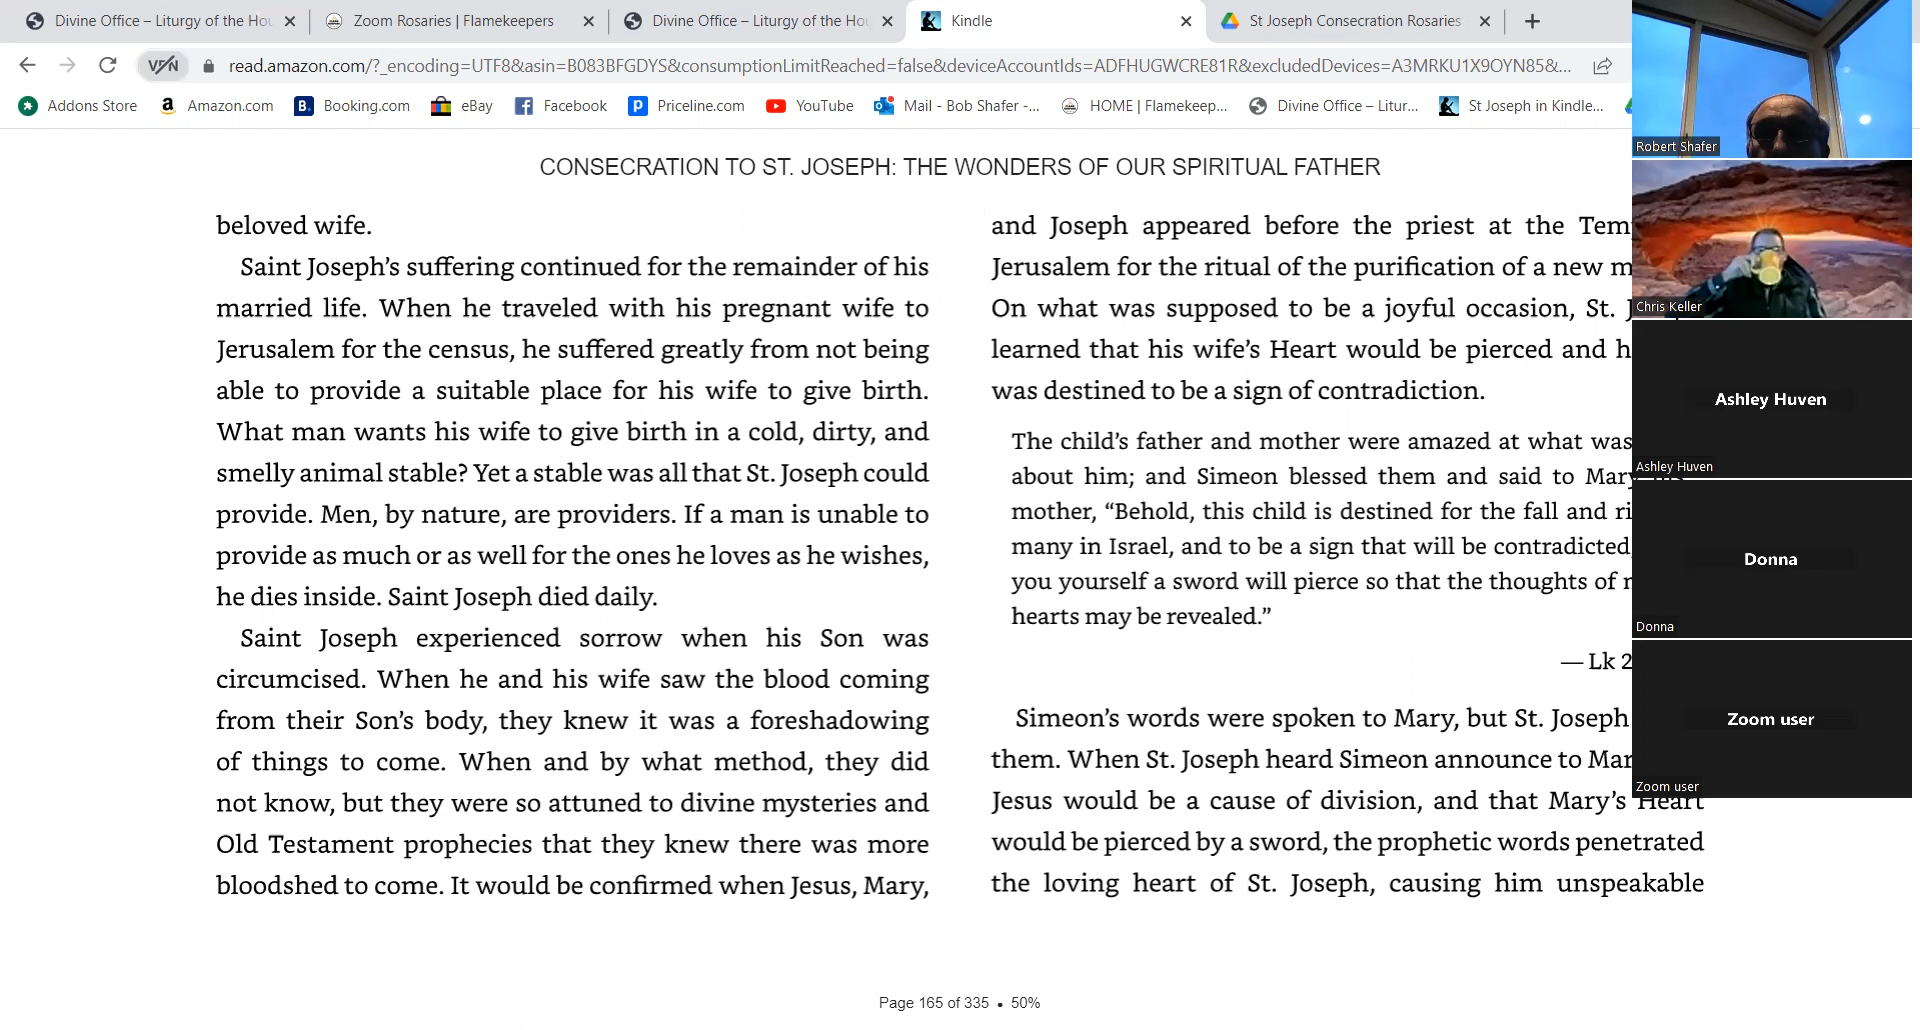 Divine Office – Liturgy of the Hou
Zoom Rosaries | Flamekeepers
Divine Office – Liturgy of the Hou
Kindle
St Joseph Consecration Rosaries
VPN
read.amazon.com/?_encoding=UTF8&asin=B083BFGDYS&consumptionLimitReached=false&deviceAccountIds=ADFHUGWCRE81R&excludedDevices=A3MRKU1X9OYN85&...
Addons Store
Amazon.com
Booking.com
eBay
Facebook
Priceline.com
YouTube
Mail - Bob Shafer -...
HOME | Flamekeep...
Divine Office – Litur...
St Joseph in Kindle...
CONSECRATION TO ST. JOSEPH: THE WONDERS OF OUR SPIRITUAL FATHER
beloved wife.
Saint Joseph’s suffering continued for the remainder of his
married life. When he traveled with his pregnant wife to
Jerusalem for the census, he suffered greatly from not being
able to provide a suitable place for his wife to give birth.
What man wants his wife to give birth in a cold, dirty, and
smelly animal stable? Yet a stable was all that St. Joseph could
provide. Men, by nature, are providers. If a man is unable to
provide as much or as well for the ones he loves as he wishes,
he dies inside. Saint Joseph died daily.
Saint Joseph experienced sorrow when his Son was
circumcised. When he and his wife saw the blood coming
from their Son’s body, they knew it was a foreshadowing
of things to come. When and by what method, they did
not know, but they were so attuned to divine mysteries and
Old Testament prophecies that they knew there was more
bloodshed to come. It would be confirmed when Jesus, Mary,
and Joseph appeared before the priest at the Tem
Jerusalem for the ritual of the purification of a new m
On what was supposed to be a joyful occasion, St. J
learned that his wife’s Heart would be pierced and h
was destined to be a sign of contradiction.
The child’s father and mother were amazed at what was
about him; and Simeon blessed them and said to Mary
mother, “Behold, this child is destined for the fall and ri
many in Israel, and to be a sign that will be contradicted,
you yourself a sword will pierce so that the thoughts of
hearts may be revealed.”
— Lk 2
Simeon’s words were spoken to Mary, but St. Joseph
them. When St. Joseph heard Simeon announce to Mar
Jesus would be a cause of division, and that Mary’s Heart
would be pierced by a sword, the prophetic words penetrated
the loving heart of St. Joseph, causing him unspeakable
Page 165 of 335 • 50%
Robert Shafer
Chris Keller
Ashley Huven
Ashley Huven
Donna
Donna
Zoom user
Zoom user